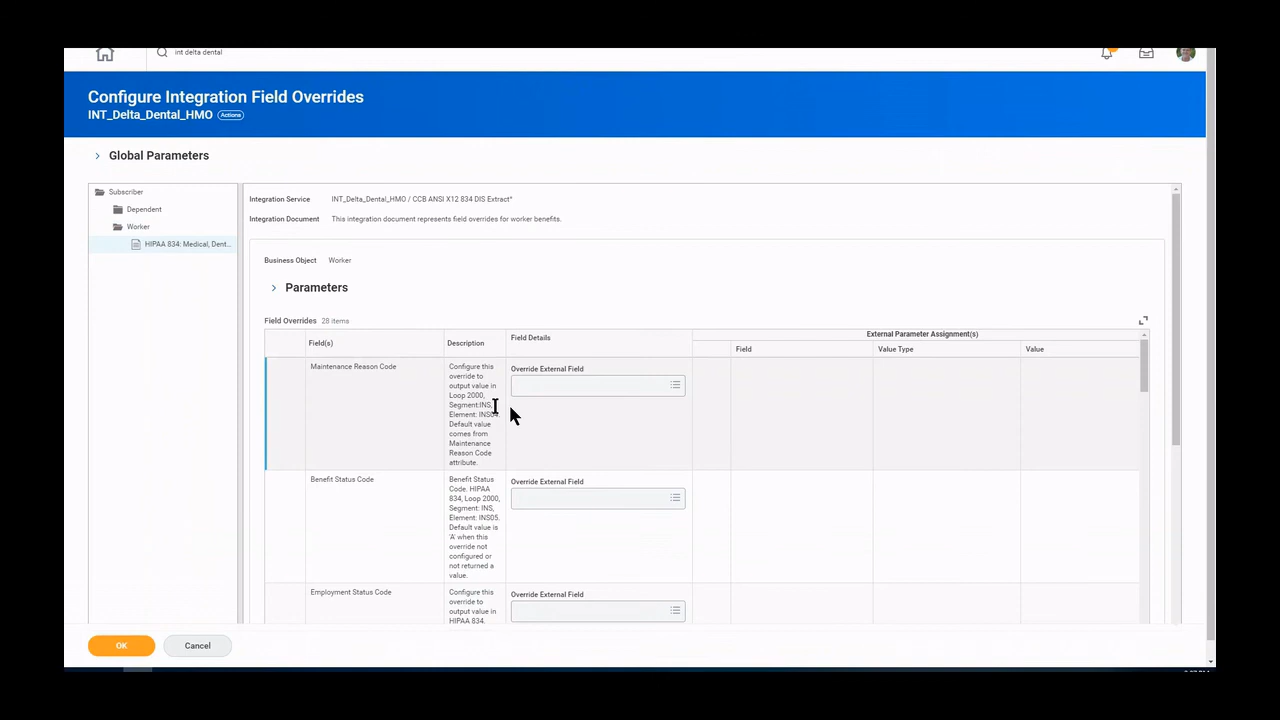 int delta dental
Configure Integration Field Overrides
INT_Delta_Dental_HMO Actions
Global Parameters
Subscriber
Dependent
Worker
HIPAA 834: Medical, Dent...
Integration Service INT_Delta_Dental_HMO / CCB ANSI X12 834 DIS Extract*
Integration Document This integration document represents field overrides for worker benefits.
Business Object Worker
Parameters
Field Overrides 28 items
External Parameter Assignment(s)
Field(s) Description Field Details
Field Value Type Value
Maintenance Reason Code
Configure this
override to
output value in
Loop 2000,
Segment:INS,
Element: INS04.
Default value
comes from
Maintenance
Reason Code
attribute.
Override External Field
Benefit Status Code
Benefit Status
Code. HIPAA
834, Loop 2000,
Segment: INS,
Element: INS05.
Default value is
'A' when this
override not
configured or
not returned a
value.
Override External Field
Employment Status Code
Configure this
override to
output value in
HIPAA 834.
Override External Field
OK Cancel